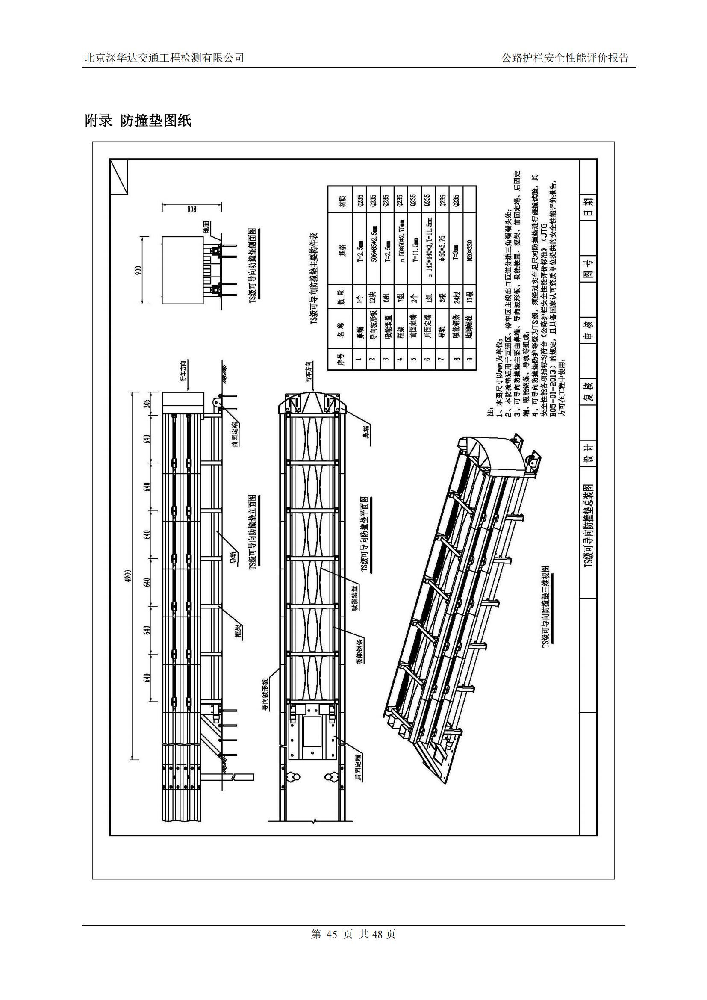 北京深华达交通工程检测有限公司 公路护栏安全性能评价报告
附录 防撞垫图纸
4900
640 640 640 640 640 640 305
行车方向
前固定端
导轨
框架
TS级可导向防撞垫立面图
900
800
地面
TS级可导向防撞垫侧面图
行车方向
导向波形板
鼻端
吸能装置
吸能钢条
后固定端
TS级可导向防撞垫平面图
TS级可导向防撞垫主要构件表
序号 名称 数量 规格 材质
1 鼻端 1个 T=2.5mm Q235
2 导向波形板 12块 506*85*2.5mm Q235
3 吸能装置 6组 T=2.5mm Q235
4 框架 7组 □ 50*50*2.75mm Q235
5 前固定端 2个 T=11.5mm Q235
6 后固定端 1组 □ 140*140*3,T=11.5mm Q235
7 导轨 2根 φ50*5.75 Q235
8 吸能钢条 24根 T=3mm Q235
9 地脚螺栓 17根 M20*330
注:
1、本图尺寸以mm为单位;
2、本防撞垫适用于互通区、停车区主线出口匝道分流三角端端头处;
3、可导向防撞垫主要由鼻端、导向波形板、吸能装置、框架、前固定端、后固定
端、吸能钢条、导轨等组成;
4、可导向防撞垫防护等级为TS级,须经过实车足尺对防撞垫进行碰撞试验,其
安全性能各项指标均符合《公路护栏安全性能评价标准》(JTG
B05-01-2013)的规定,且具备国家认可资质单位提供的安全性能评价报告,
方可在工程中使用;
TS级可导向防撞垫三维视图
TS级可导向防撞垫总装图 设计 复核 审核 图号 日期
第 45 页 共 48 页